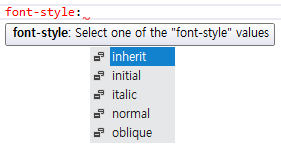 font-style:
font-style: Select one of the "font-style" values
inherit
initial
italic
normal
oblique